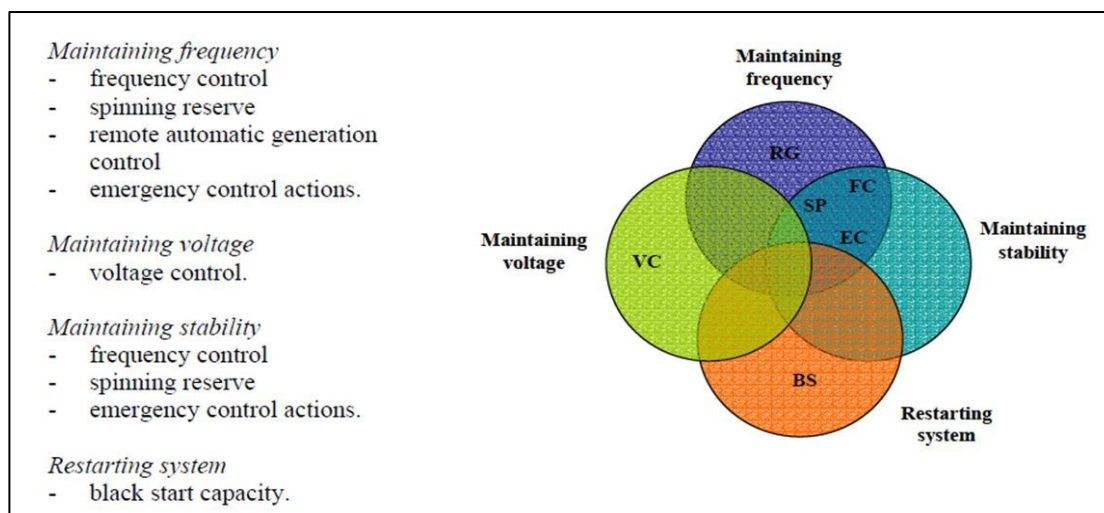 Maintaining frequency
- frequency control
- spinning reserve
- remote automatic generation
control
- emergency control actions.
Maintaining voltage
- voltage control.
Maintaining stability
- frequency control
- spinning reserve
- emergency control actions.
Restarting system
- black start capacity.
Maintaining
frequency
RG
FC
SP
EC
Maintaining
voltage
VC
Maintaining
stability
BS
Restarting
system